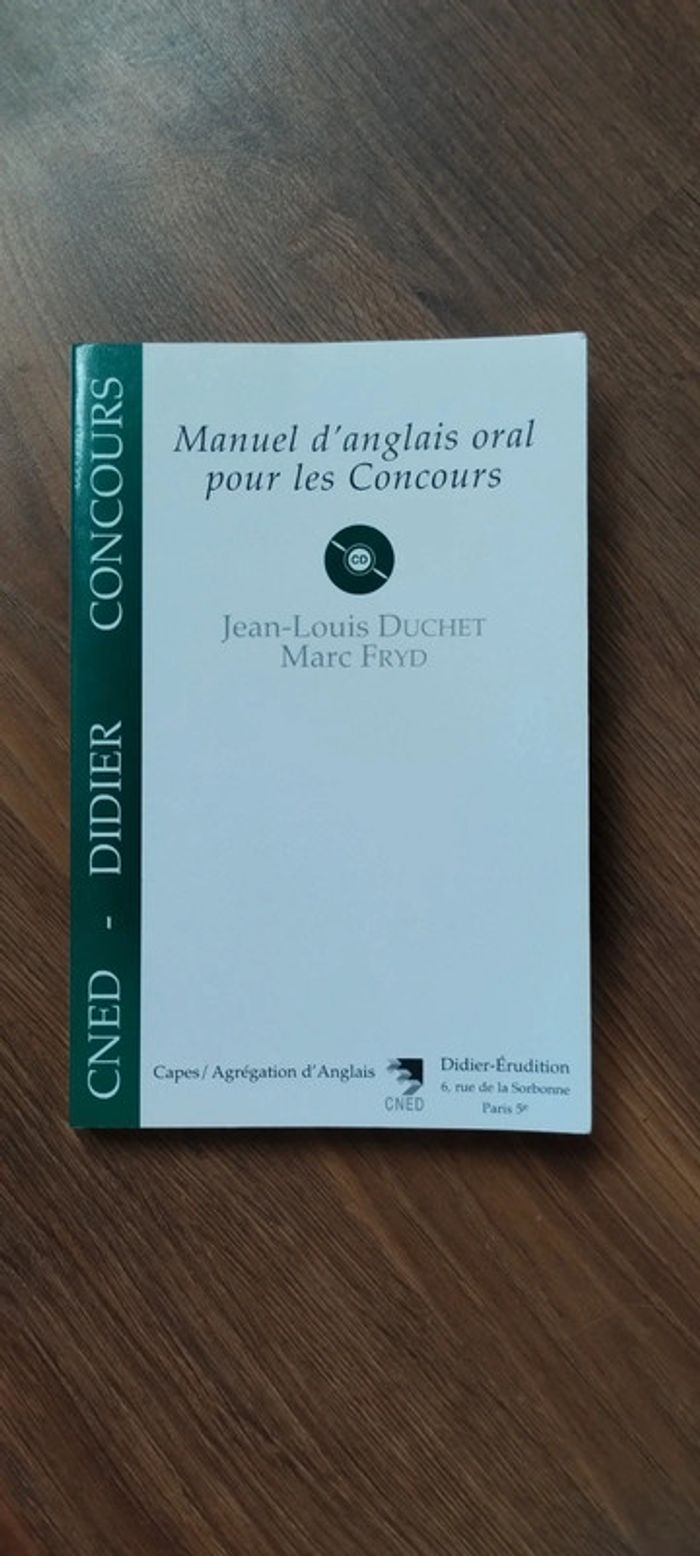 CNED - DIDIER CONCOURS
Manuel d'anglais oral
pour les Concours
CD
Jean-Louis DUCHET
Marc FRYD
Capes / Agrégation d'Anglais
CNED
Didier-Érudition
6, rue de la Sorbonne
Paris 5e